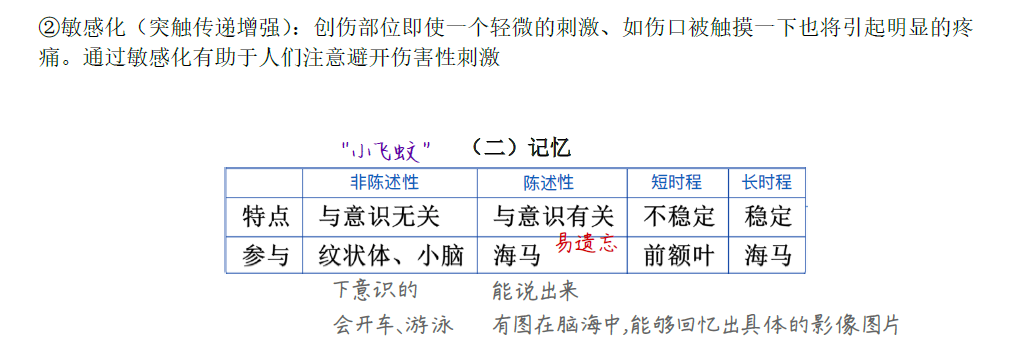 ②敏感化（突触传递增强）：创伤部位即使一个轻微的刺激、如伤口被触摸一下也将引起明显的疼
痛。通过敏感化有助于人们注意避开伤害性刺激
"小飞蚊" （二）记忆
非陈述性 陈述性 短时程 长时程
特点 与意识无关 与意识有关 不稳定 稳定
易遗忘
参与 纹状体、小脑 海马 前额叶 海马
下意识的 能说出来
会开车、游泳 有图在脑海中,能够回忆出具体的影像图片